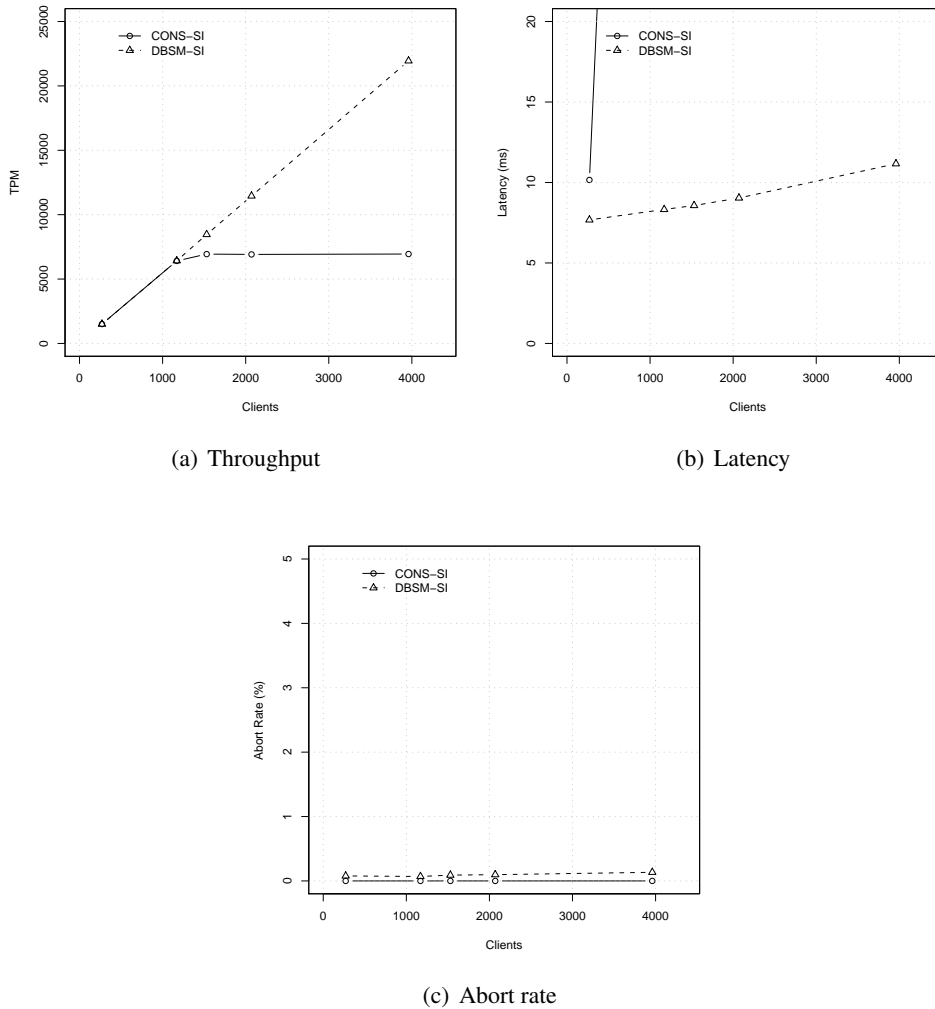 CONS−SI
DBSM−SI
0
5000
10000
15000
20000
25000
TPM
0
1000
2000
3000
4000
Clients
(a) Throughput
CONS−SI
DBSM−SI
0
5
10
15
20
Latency (ms)
0
1000
2000
3000
4000
Clients
(b) Latency
CONS−SI
DBSM−SI
0
1
2
3
4
5
Abort Rate (%)
0
1000
2000
3000
4000
Clients
(c) Abort rate